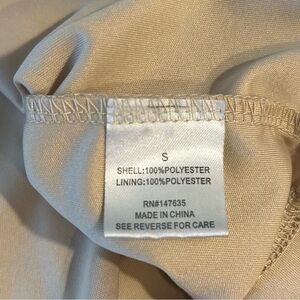 S
SHELL:100%POLYESTER
LINING:100%POLYESTER
RN#147635
MADE IN CHINA
SEE REVERSE FOR CARE